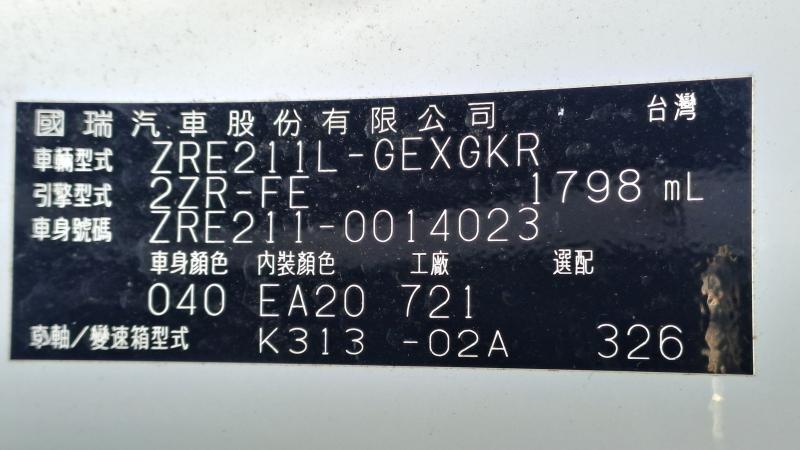 國瑞汽車股份有限公司 台灣
車輛型式 ZRE211L-GEXGKR
引擎型式 2ZR-FE 1798 mL
車身號碼 ZRE211-0014023
車身顏色 內裝顏色 工廠 選配
040 EA20 721
車軸/變速箱型式 K313 -02A 326